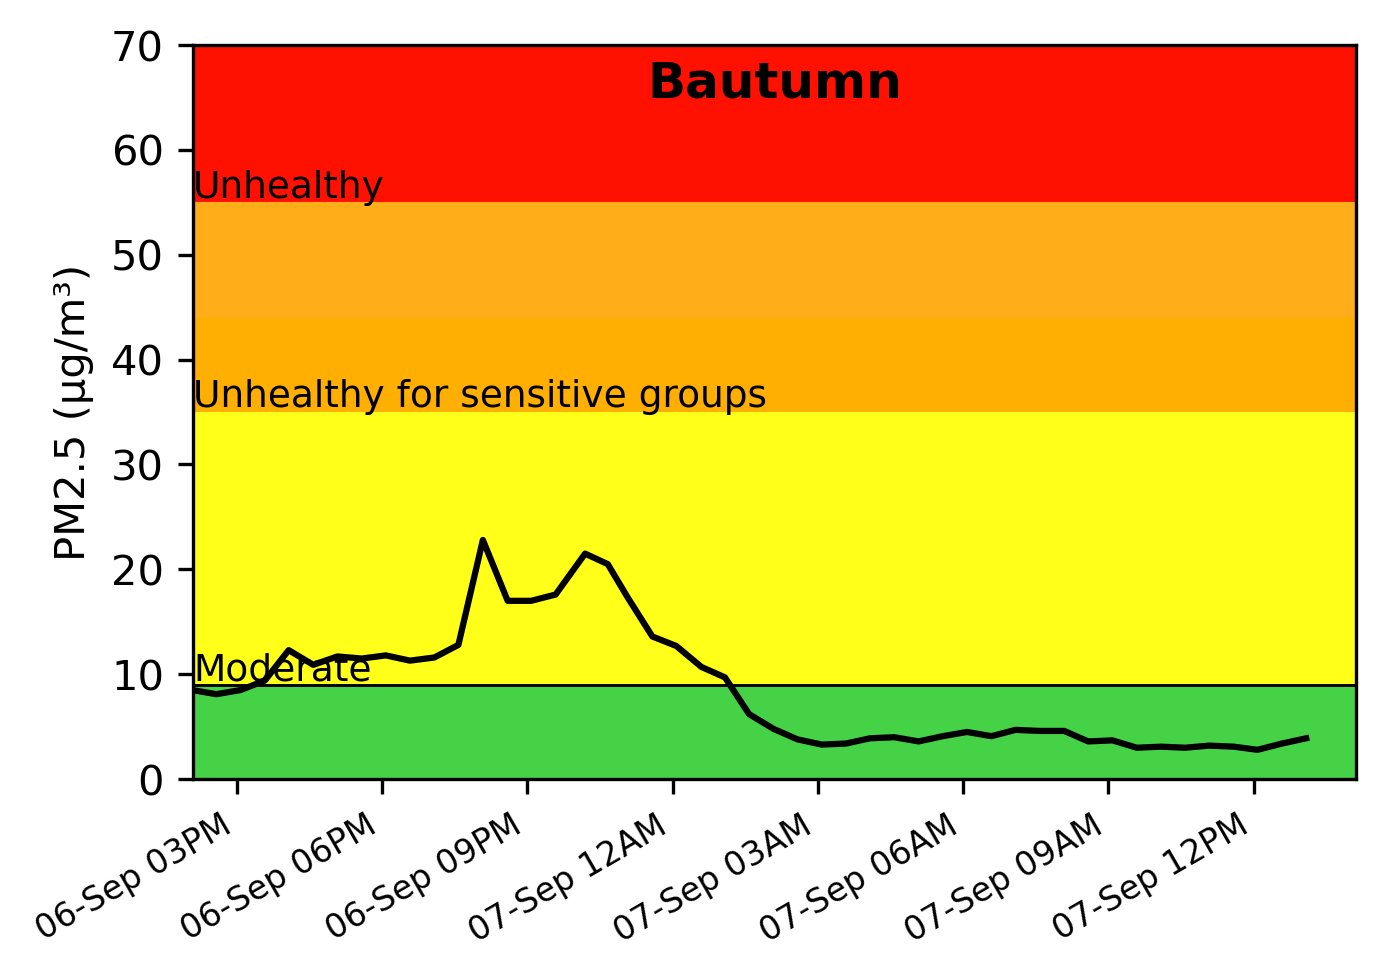 Bautumn
PM2.5 (µg/m³)
70
60
50
40
30
20
10
0
Unhealthy
Unhealthy for sensitive groups
Moderate
06-Sep 03PM
06-Sep 06PM
06-Sep 09PM
07-Sep 12AM
07-Sep 03AM
07-Sep 06AM
07-Sep 09AM
07-Sep 12PM